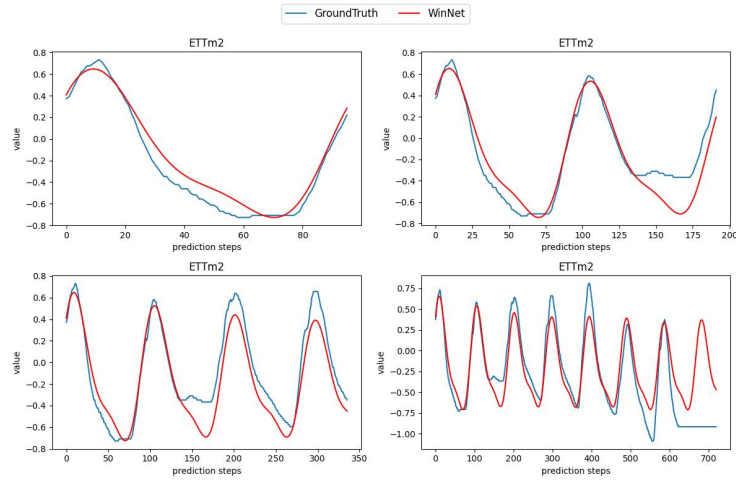 GroundTruth WinNet
ETTm2
0.8
0.6
0.4
0.2
0.0
−0.2
−0.4
−0.6
−0.8
value
0 20 40 60 80
prediction steps
ETTm2
0.8
0.6
0.4
0.2
0.0
−0.2
−0.4
−0.6
−0.8
value
0 25 50 75 100 125 150 175 200
prediction steps
ETTm2
0.8
0.6
0.4
0.2
0.0
−0.2
−0.4
−0.6
−0.8
value
0 50 100 150 200 250 300 350
prediction steps
ETTm2
0.75
0.50
0.25
0.00
−0.25
−0.50
−0.75
−1.00
value
0 100 200 300 400 500 600 700
prediction steps